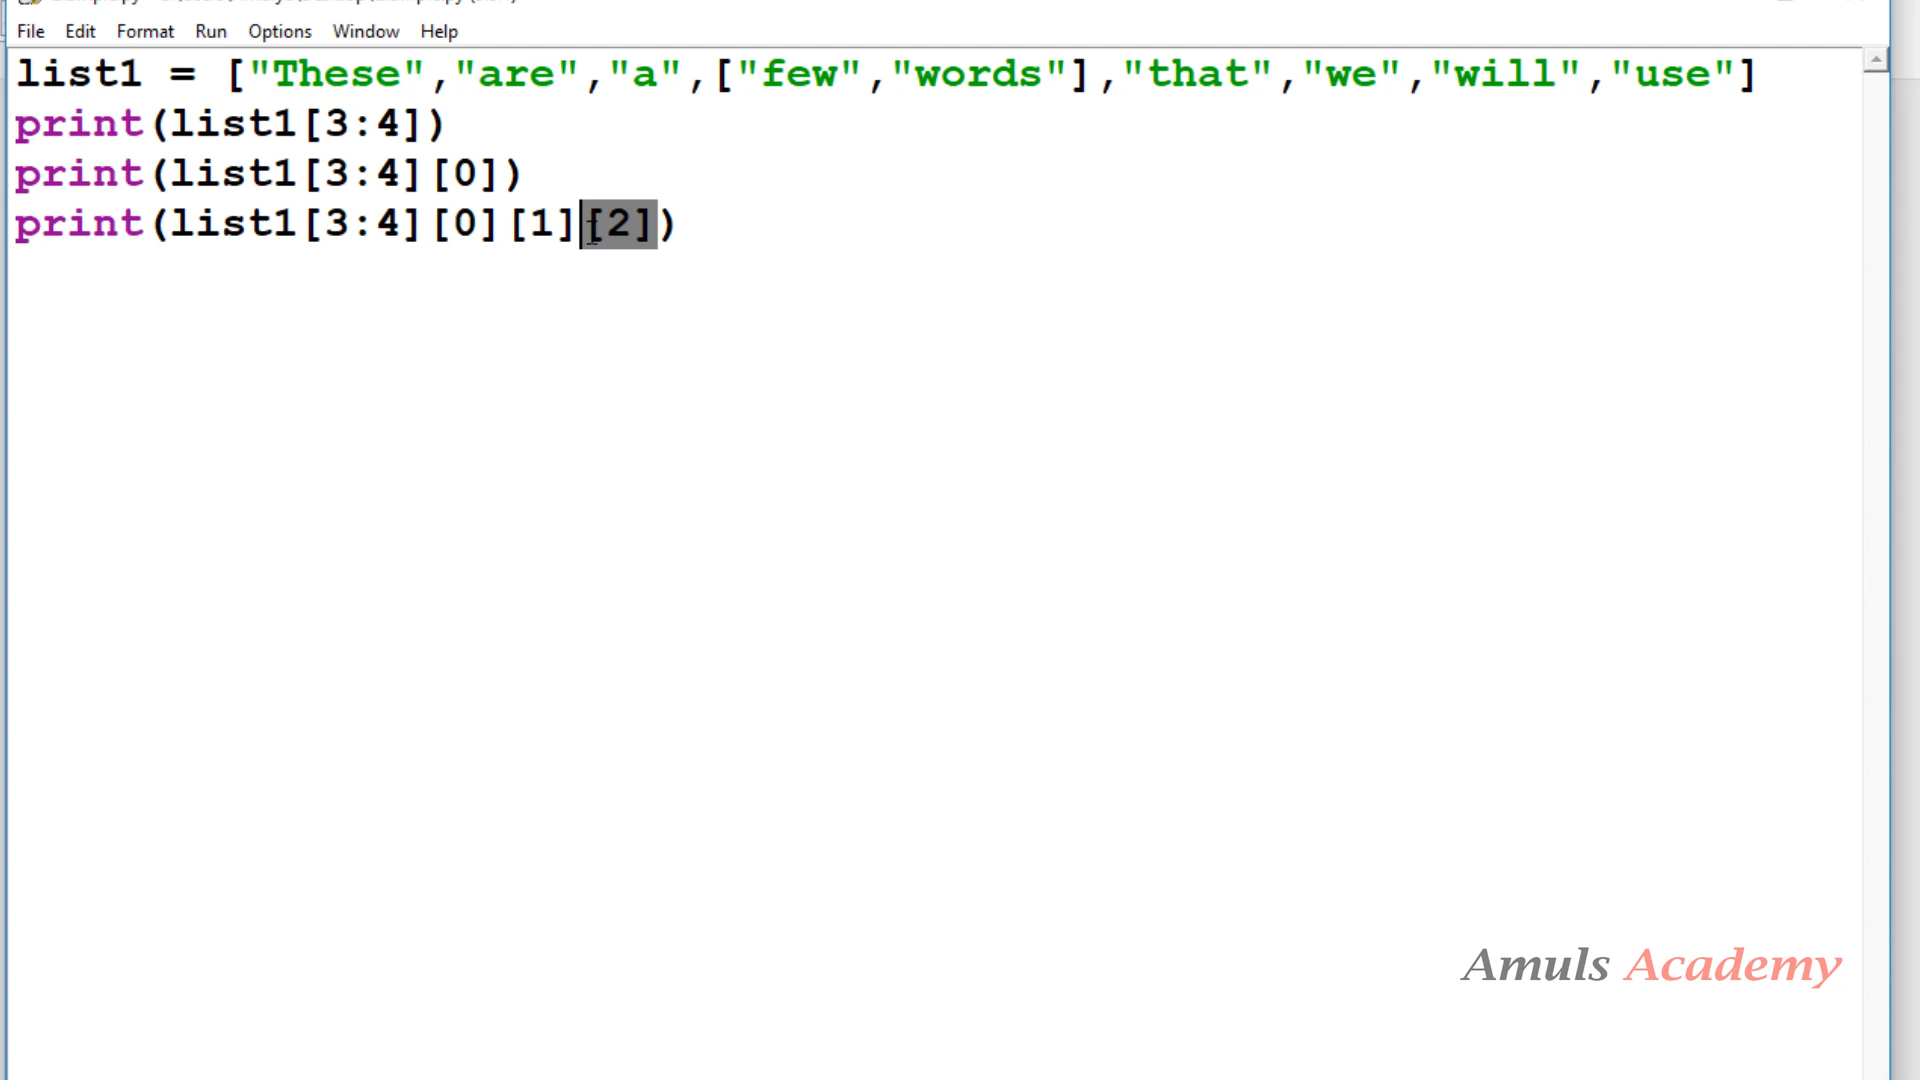 File Edit Format Run Options Window Help
list1 = ["These","are","a",["few","words"],"that","we","will","use"]
print(list1[3:4])
print(list1[3:4][0])
print(list1[3:4][0][1][2])
Amuls Academy